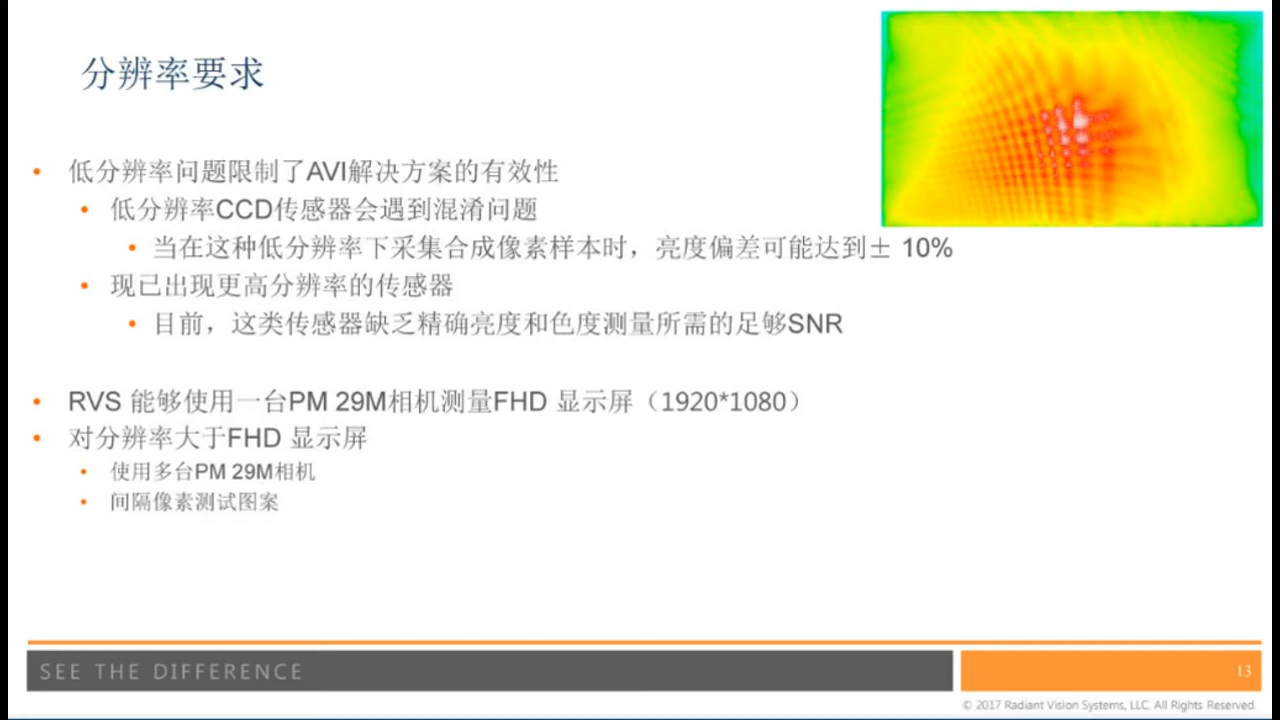 分辨率要求
低分辨率问题限制了AVI解决方案的有效性
低分辨率CCD传感器会遇到混淆问题
当在这种低分辨率下采集合成像素样本时，亮度偏差可能达到± 10%
现已出现更高分辨率的传感器
目前，这类传感器缺乏精确亮度和色度测量所需的足够SNR
RVS 能够使用一台PM 29M相机测量FHD 显示屏（1920*1080）
对分辨率大于FHD 显示屏
使用多台PM 29M相机
间隔像素测试图案
SEE THE DIFFERENCE
13
© 2017 Radiant Vision Systems, LLC. All Rights Reserved.